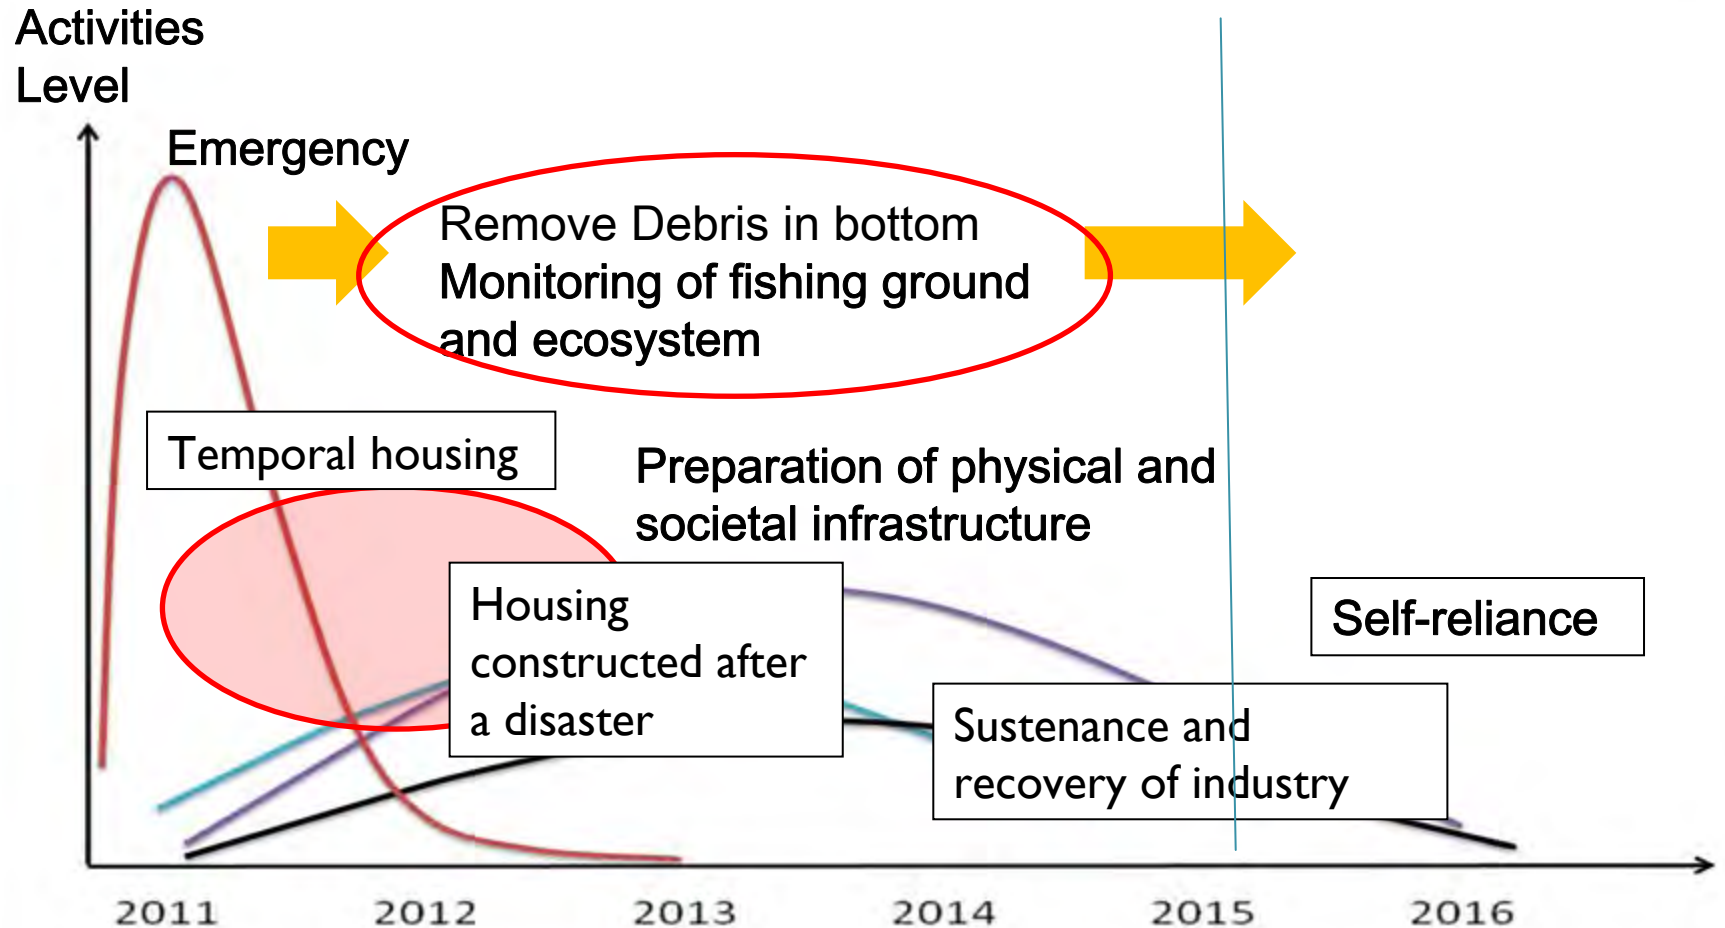 Activities
Level
Emergency
Remove Debris in bottom
Monitoring of fishing ground
and ecosystem
Temporal housing
Preparation of physical and
societal infrastructure
Housing
constructed after
a disaster
Self-reliance
Sustenance and
recovery of industry
2011 2012 2013 2014 2015 2016